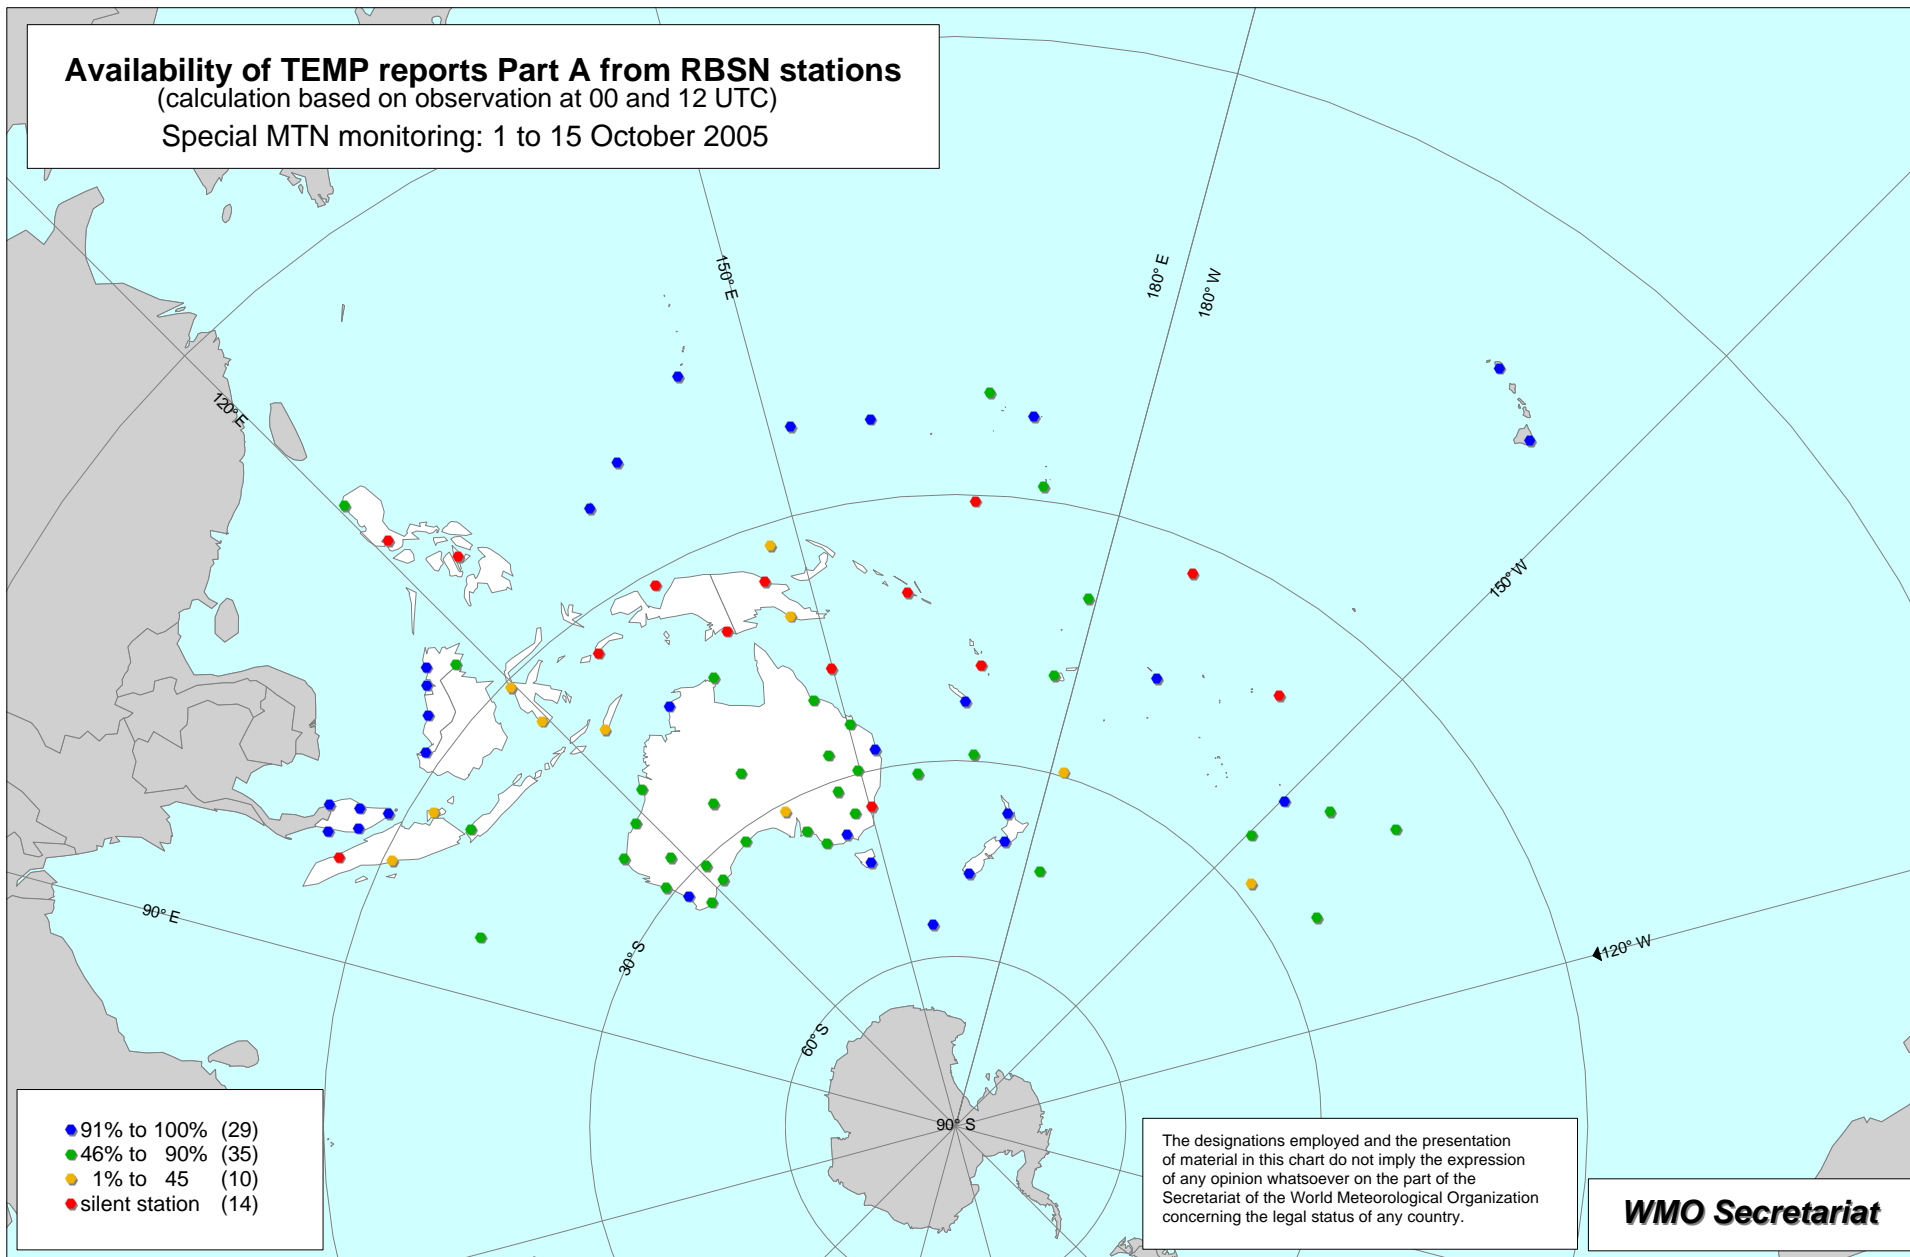 Availability of TEMP reports Part A from RBSN stations
(calculation based on observation at 00 and 12 UTC)
Special MTN monitoring: 1 to 15 October 2005
150° E
180° E
180° W
120° E
150° W
90° E
120° W
30° S
60° S
90° S
91% to 100% (29)
46% to 90% (35)
1% to 45 (10)
silent station (14)
The designations employed and the presentation
of material in this chart do not imply the expression
of any opinion whatsoever on the part of the
Secretariat of the World Meteorological Organization
concerning the legal status of any country.
WMO Secretariat